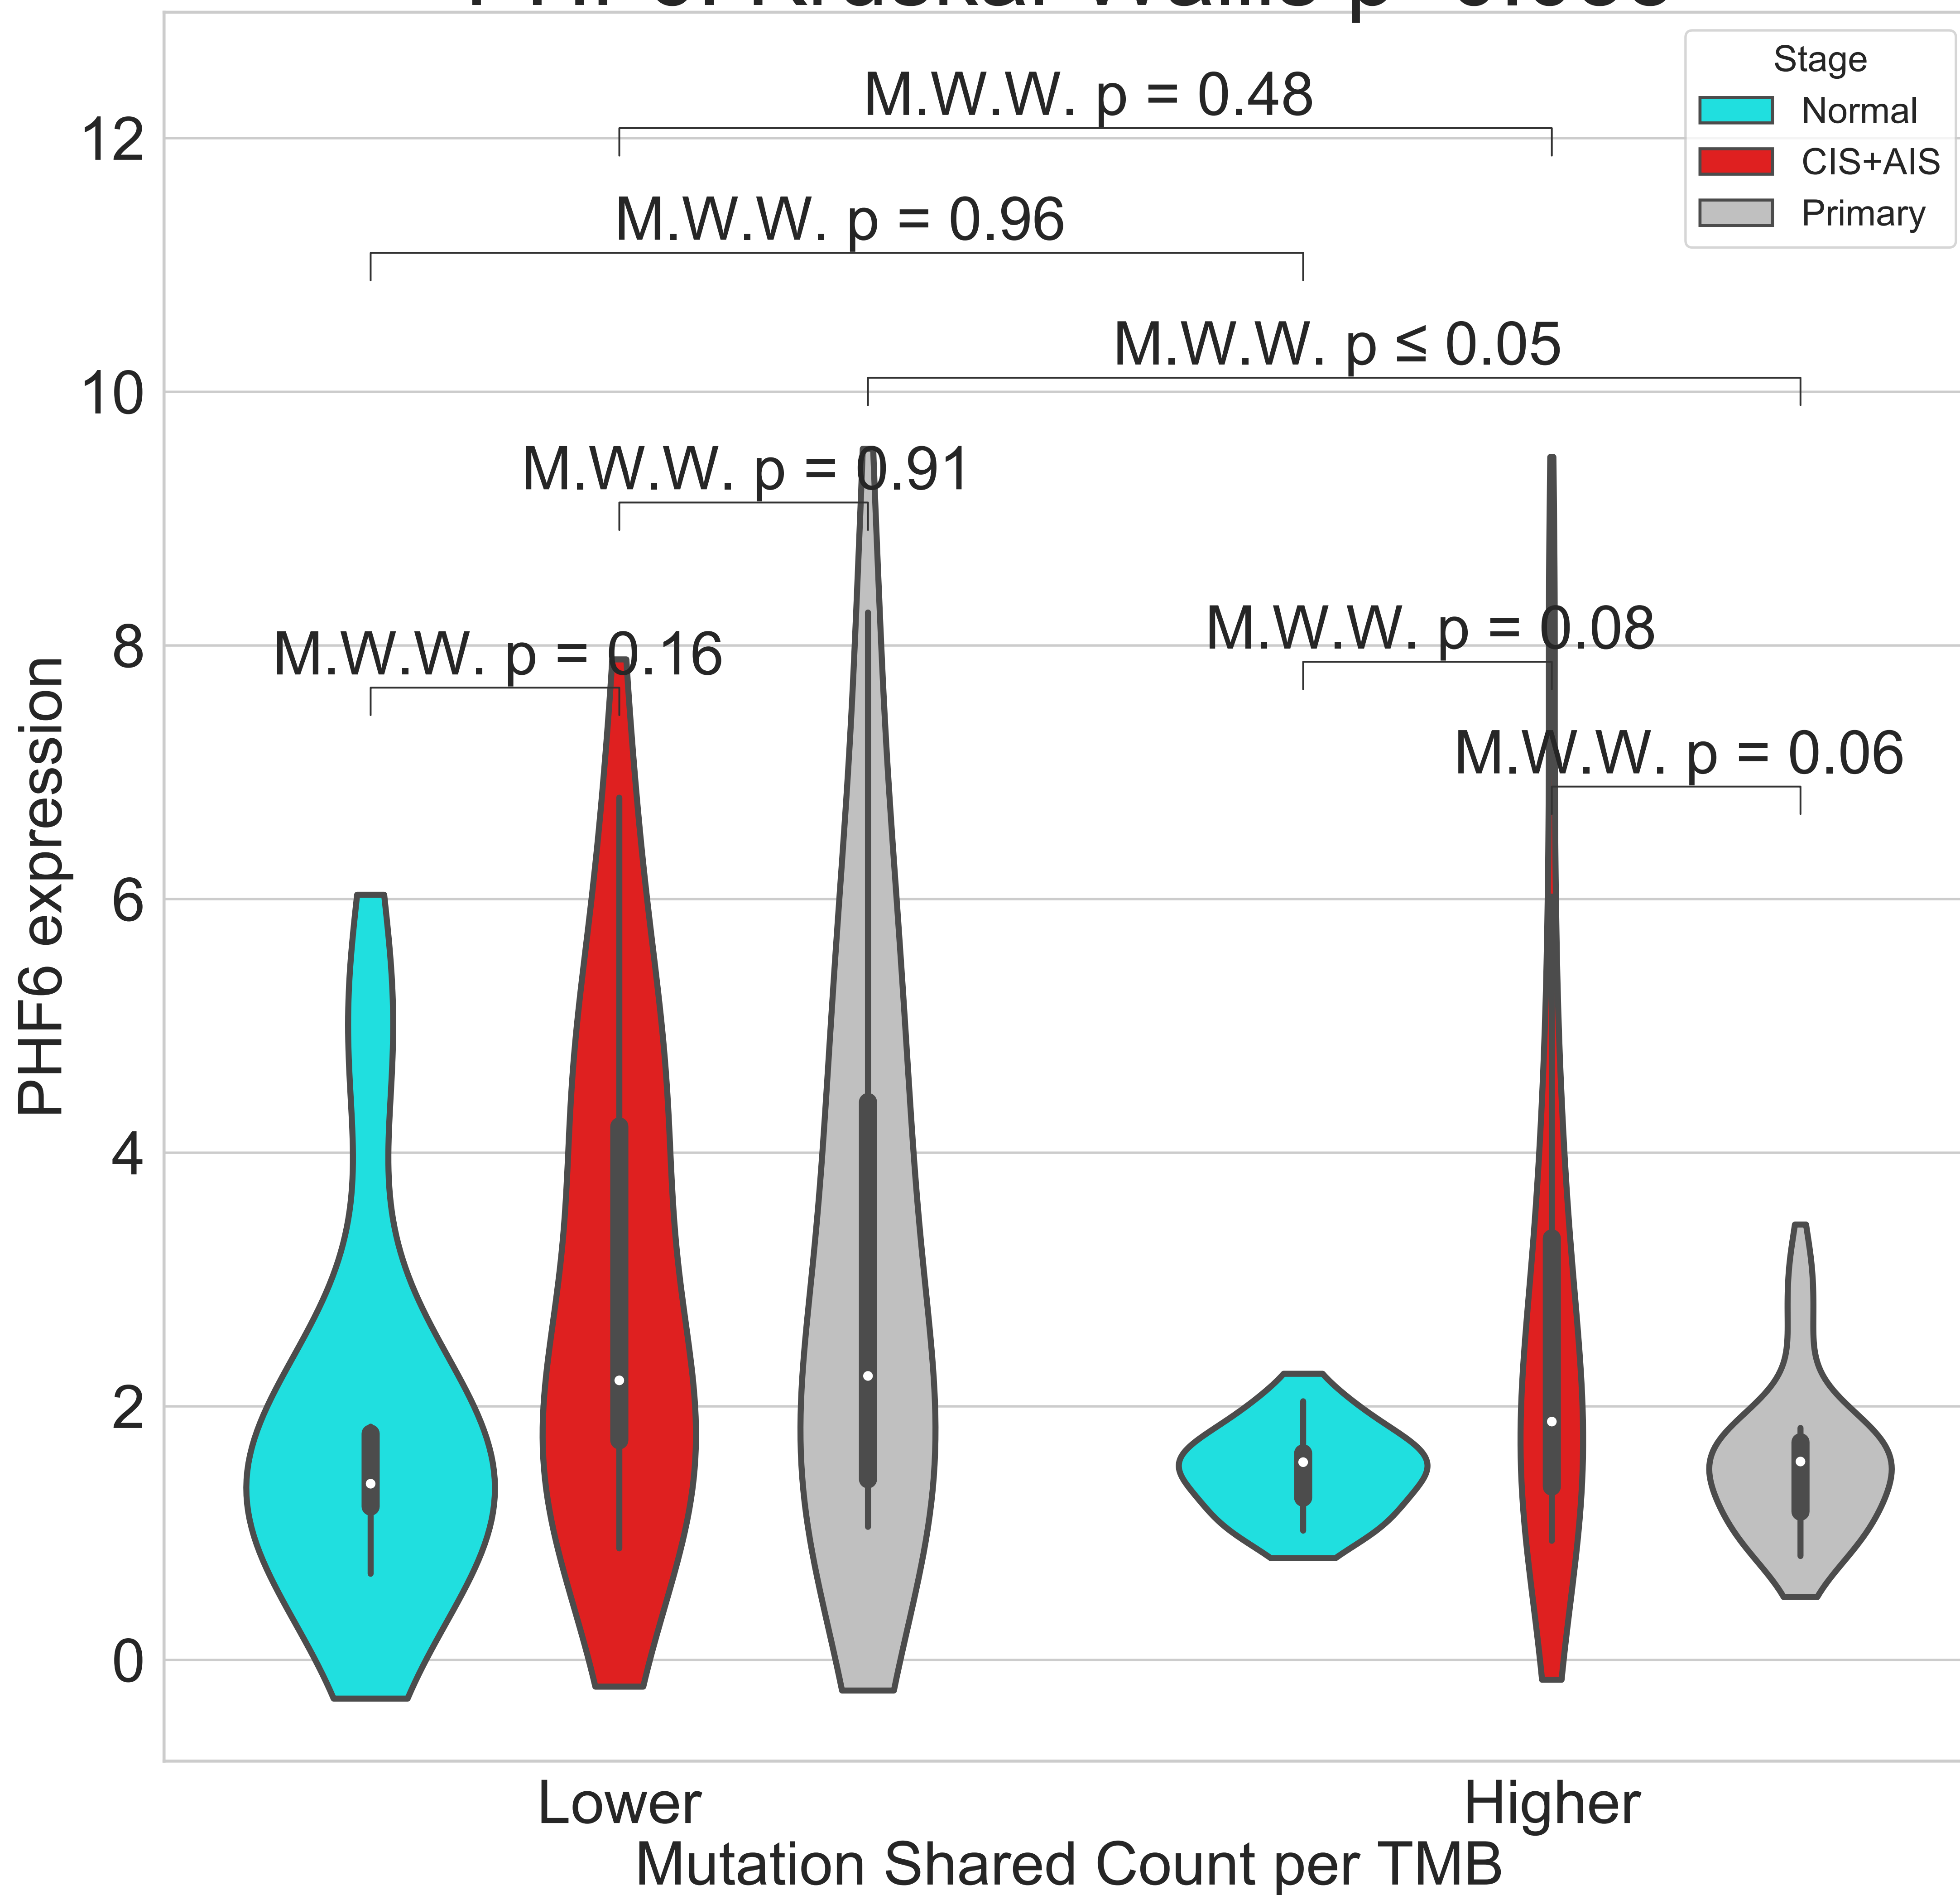 Stage
Normal
CIS+AIS
Primary
M.W.W. p = 0.48
M.W.W. p = 0.96
M.W.W. p ≤ 0.05
M.W.W. p = 0.91
M.W.W. p = 0.16
M.W.W. p = 0.08
M.W.W. p = 0.06
12
10
8
6
4
2
0
PHF6 expression
Lower
Higher
Mutation Shared Count per TMB